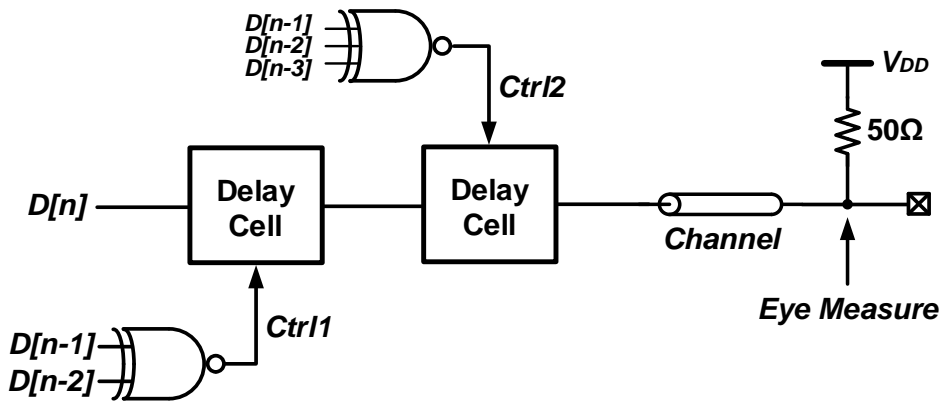 D[n-1]
D[n-2]
D[n-3]
Ctrl2
VDD
50Ω
D[n]
Delay
Cell
Delay
Cell
Channel
Eye Measure
Ctrl1
D[n-1]
D[n-2]